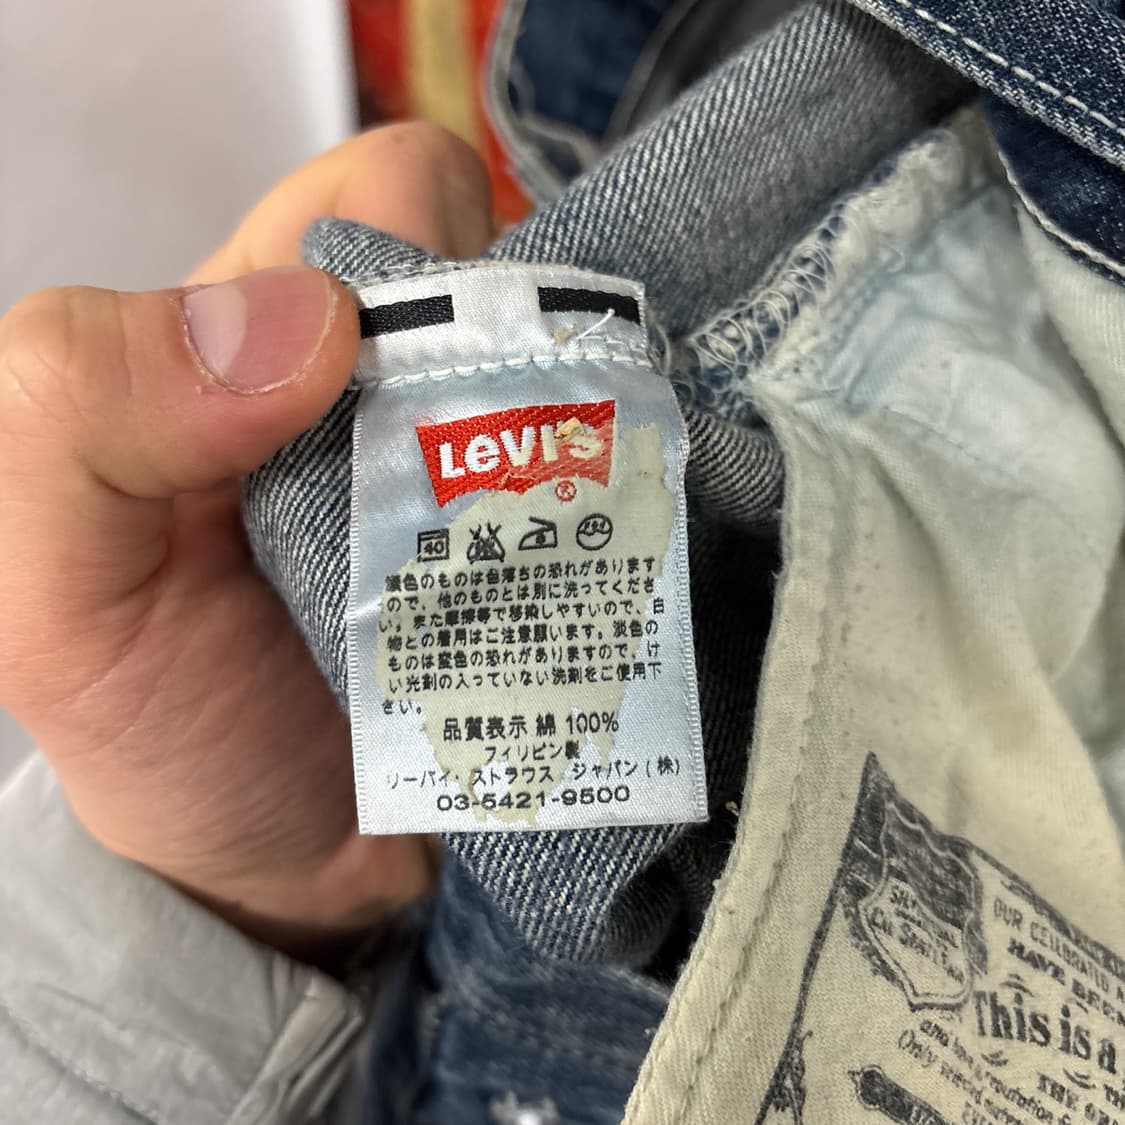 Levi's
®
40
濃色のものは色落ちの恐れがあります
ので、他のものとは別に洗ってくださ
い。また摩擦等で移染しやすいので、白
物との着用はご注意願います。淡色の
ものは変色の恐れがありますので、け
い光剤の入っていない洗剤をご使用下
さい。
品質表示 綿 100%
フィリピン製
リーバイ・ストラウス ジャパン(株)
03-5421-9500
OUR CELEBRATED
HAVE BEEN
This is a